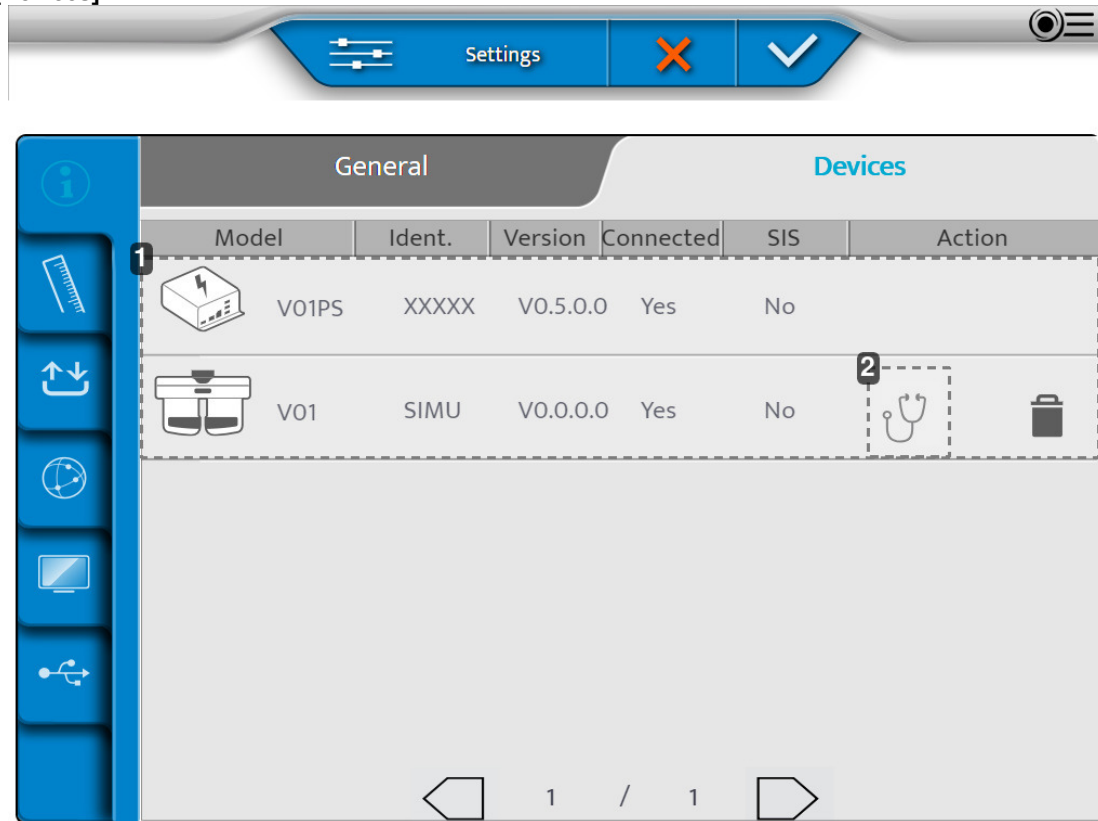 Settings
General Devices
Model Ident. Version Connected SIS Action
1
V01PS XXXXX V0.5.0.0 Yes No
2
V01 SIMU V0.0.0.0 Yes No
1 / 1